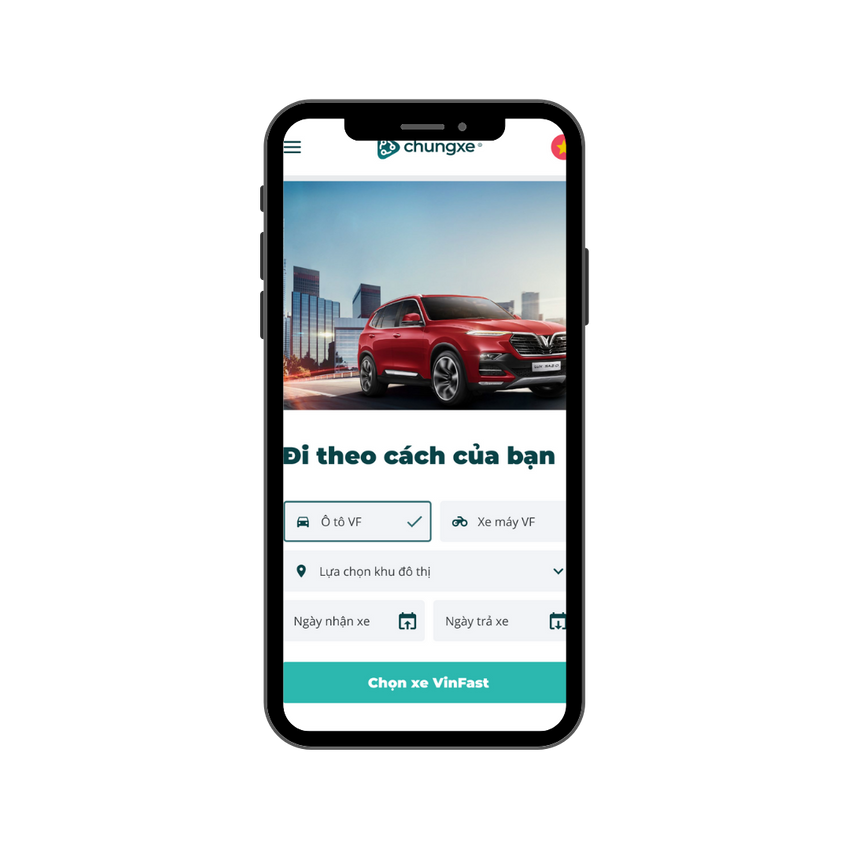 chungxe
Đi theo cách của bạn
Ô tô VF
Xe máy VF
Lựa chọn khu đô thị
Ngày nhận xe
Ngày trả xe
Chọn xe VinFast